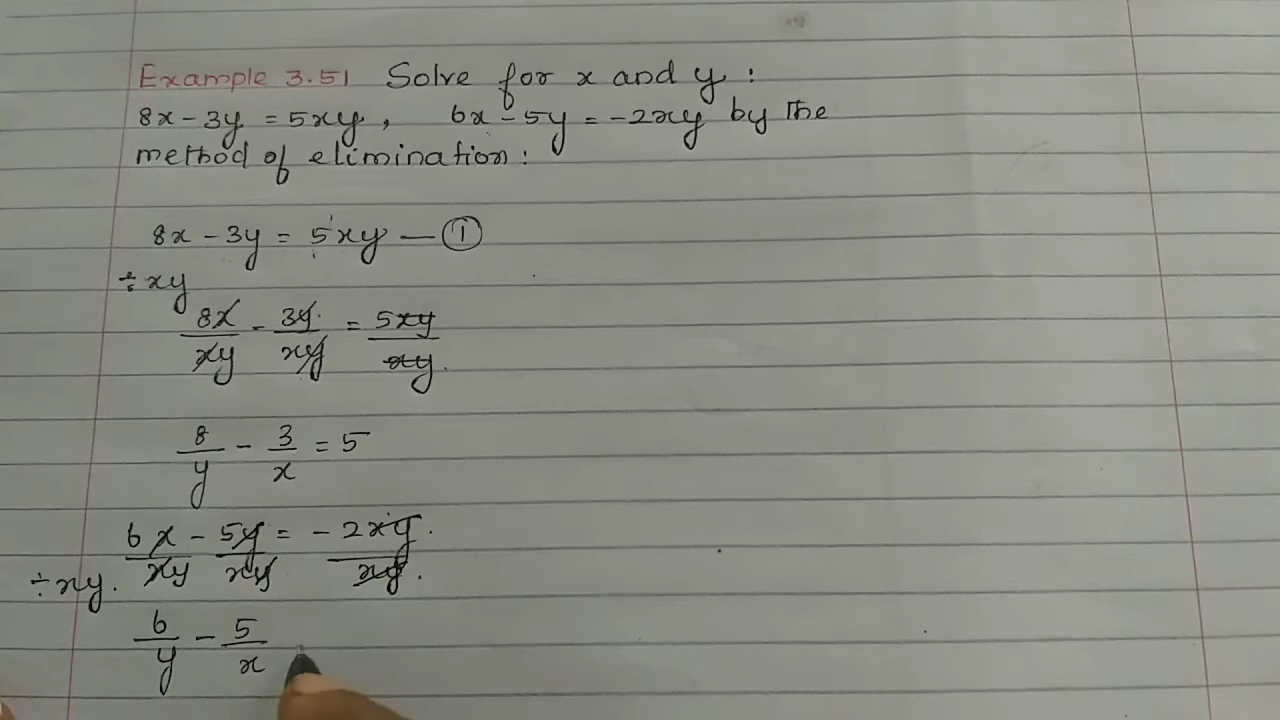 Example 3.51 Solve for x and y :
8x - 3y = 5xy, 6x - 5y = -2xy by the
method of elimination :
8x - 3y = 5xy — ①
÷ xy
8x/xy - 3y/xy = 5xy/xy.
8/y - 3/x = 5
6x/xy - 5y/xy = -2xy/xy.
÷ xy.
6/y - 5/x